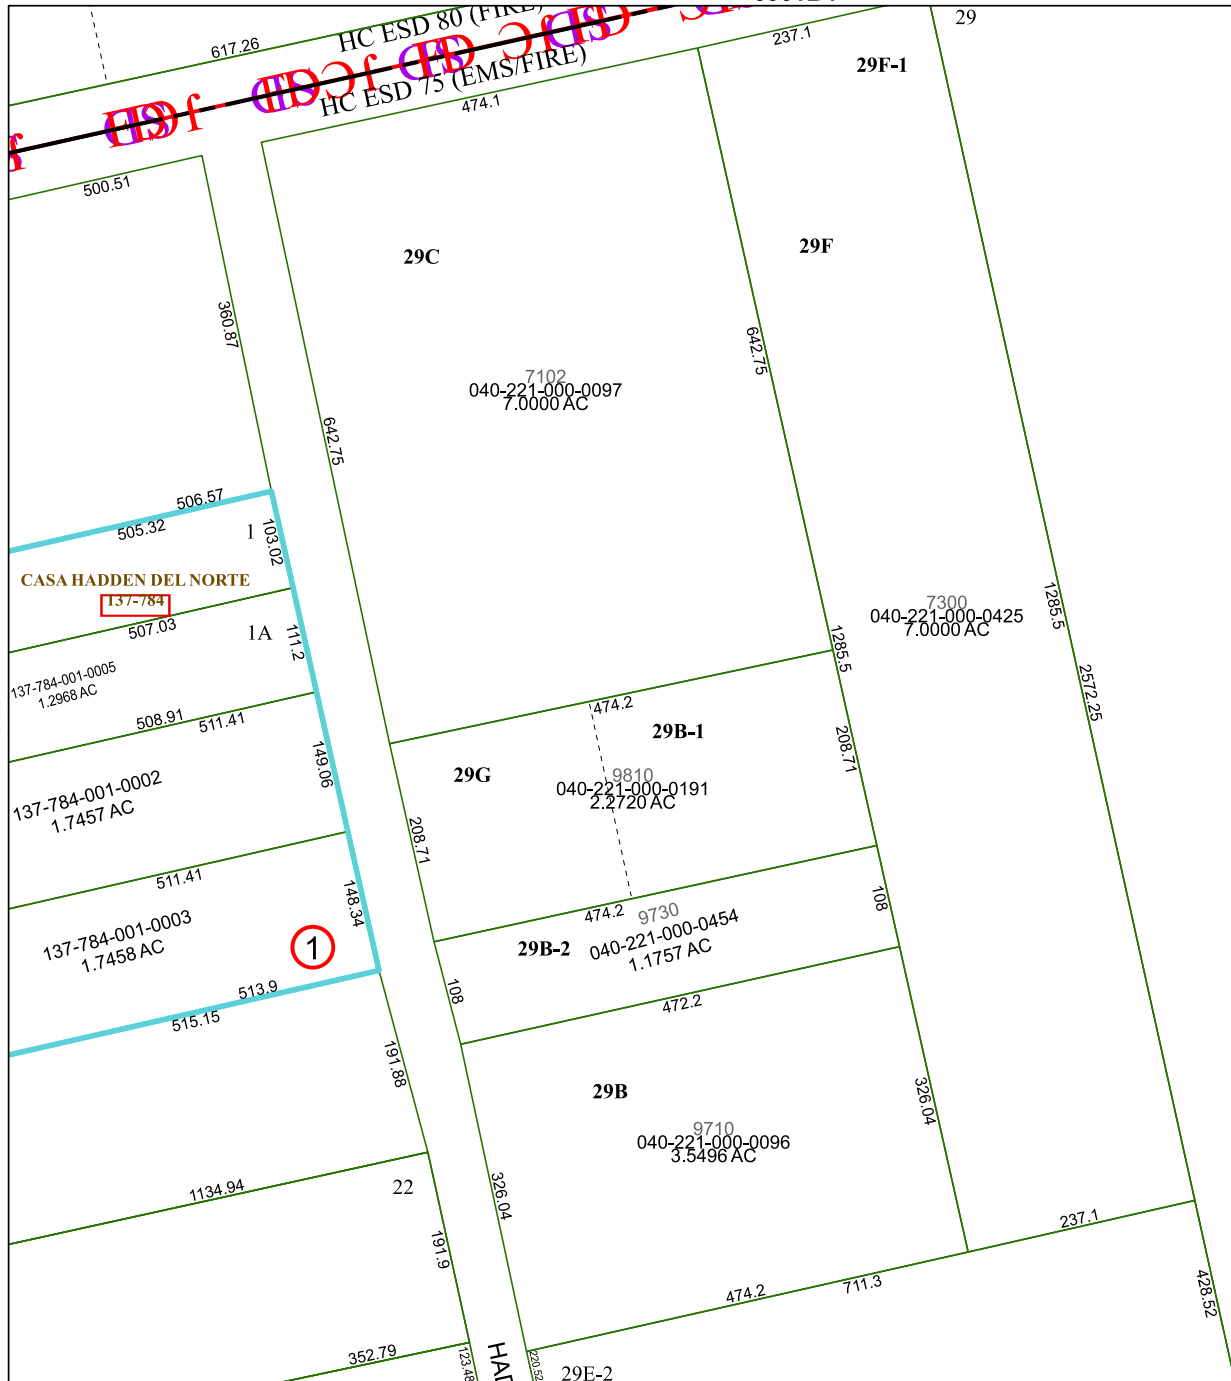 29
617.26
HC ESD 80 (FIRE)
HC ESD 75 (EMS/FIRE)
237.1
29F-1
474.1
500.51
29C
29F
360.87
642.75
7102
040-221-000-0097
7.0000 AC
642.75
506.57
505.32
1
103.02
CASA HADDEN DEL NORTE
137-784
507.03
1A
111.2
7300
040-221-000-0425
7.0000 AC
1285.5
1285.5
2572.25
137-784-001-0005
1.2968 AC
508.91
511.41
474.2
29B-1
149.06
208.71
29G
9810
040-221-000-0191
2.2720 AC
137-784-001-0002
1.7457 AC
208.71
511.41
148.34
474.2
108
9730
040-221-000-0454
1.1757 AC
29B-2
137-784-001-0003
1.7458 AC
1
513.9
515.15
108
472.2
191.88
29B
326.04
9710
040-221-000-0096
3.5496 AC
1134.94
22
326.04
191.9
237.1
474.2
711.3
428.52
352.79
123.48
220.52
29E-2